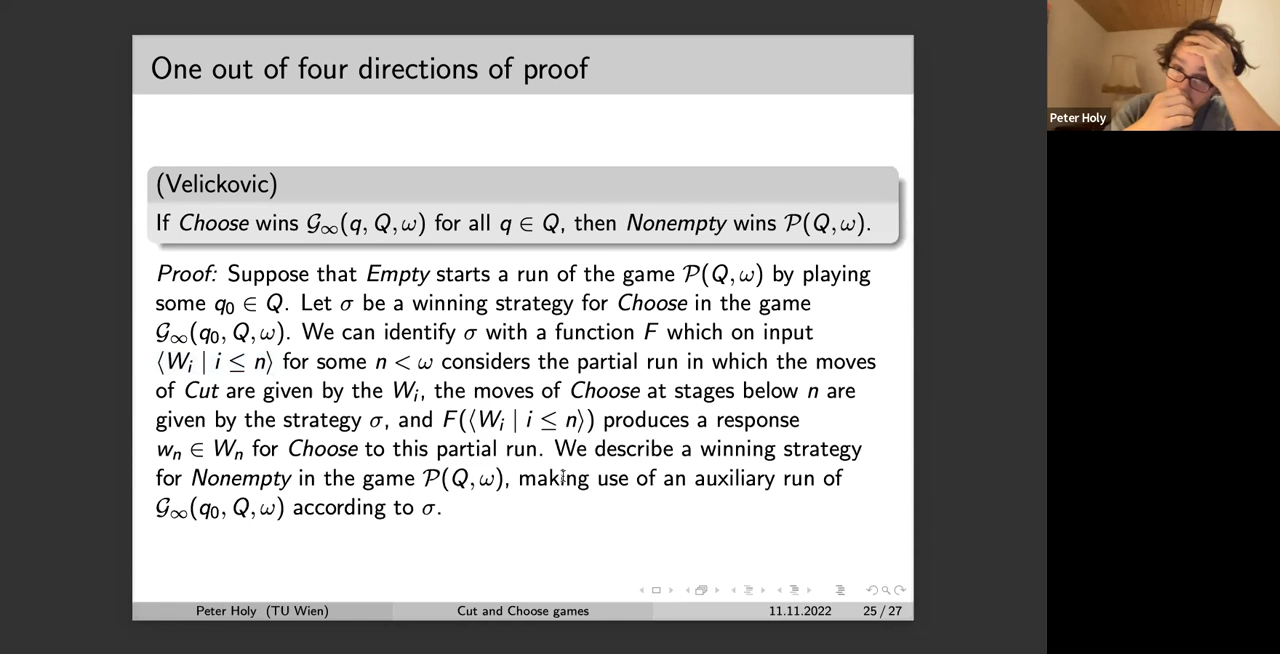 One out of four directions of proof
Peter Holy
(Velickovic)
If Choose wins 𝒢∞(q, Q, ω) for all q ∈ Q, then Nonempty wins 𝒫(Q, ω).
Proof: Suppose that Empty starts a run of the game 𝒫(Q, ω) by playing
some q₀ ∈ Q. Let σ be a winning strategy for Choose in the game
𝒢∞(q₀, Q, ω). We can identify σ with a function F which on input
⟨Wᵢ | i ≤ n⟩ for some n < ω considers the partial run in which the moves
of Cut are given by the Wᵢ, the moves of Choose at stages below n are
given by the strategy σ, and F(⟨Wᵢ | i ≤ n⟩) produces a response
wₙ ∈ Wₙ for Choose to this partial run. We describe a winning strategy
for Nonempty in the game 𝒫(Q, ω), making use of an auxiliary run of
𝒢∞(q₀, Q, ω) according to σ.
Peter Holy (TU Wien) Cut and Choose games 11.11.2022 25 / 27